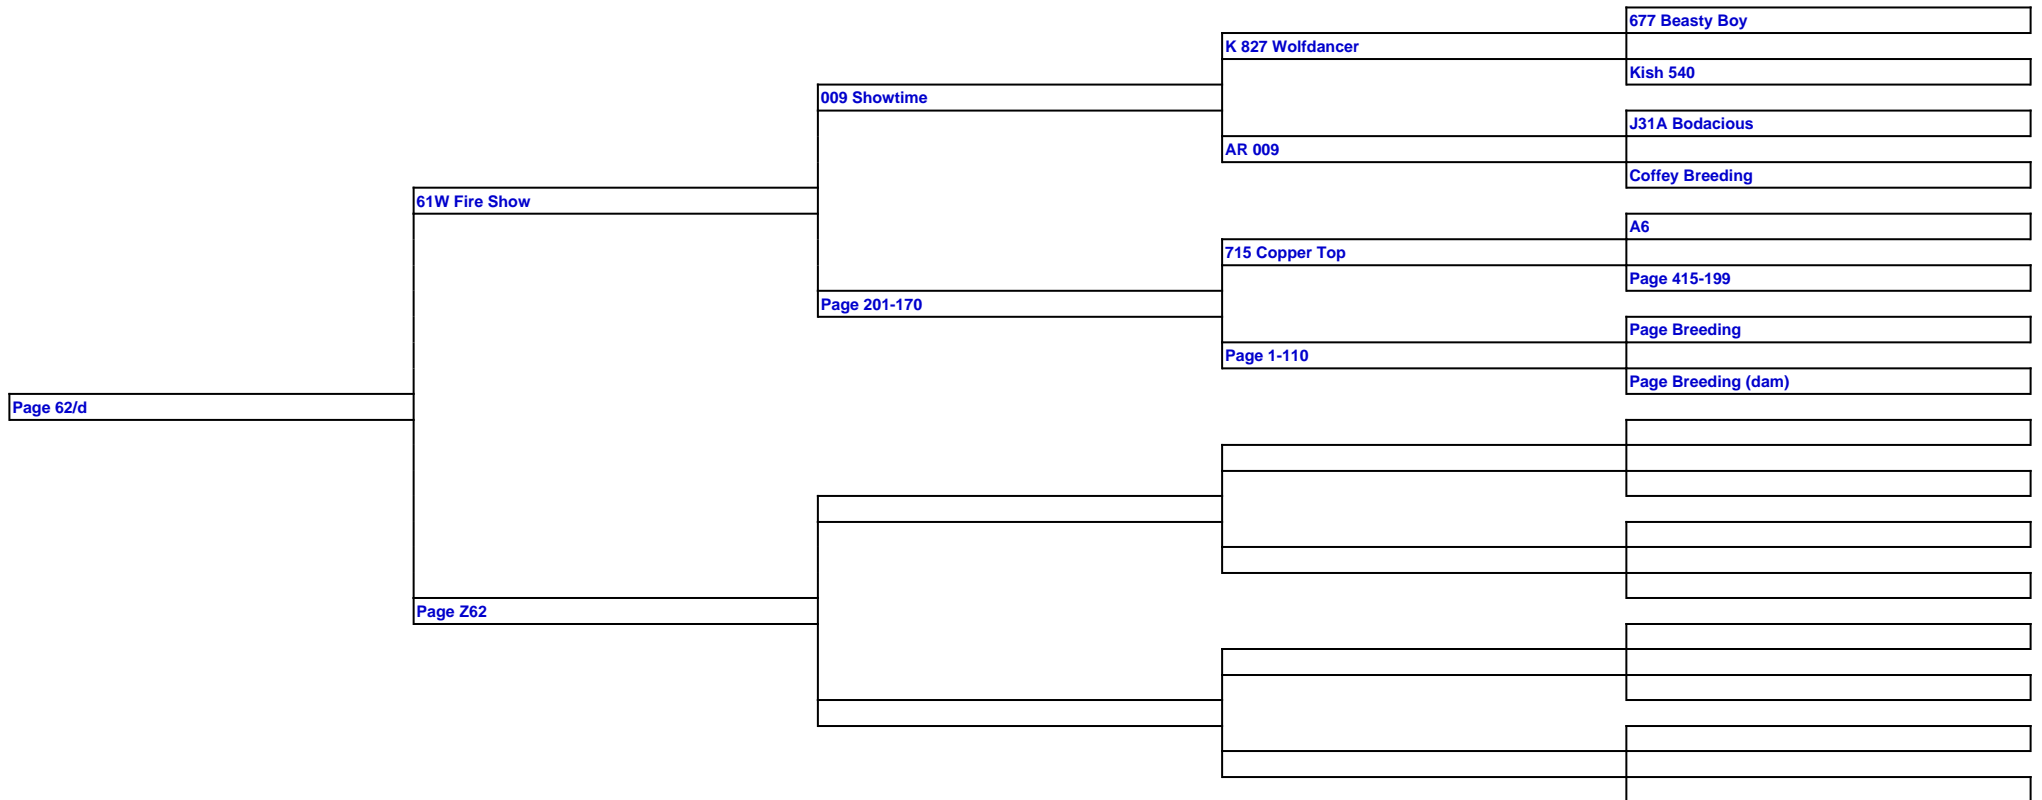 677 Beasty Boy
K 827 Wolfdancer
Kish 540
009 Showtime
J31A Bodacious
AR 009
Coffey Breeding
61W Fire Show
A6
715 Copper Top
Page 415-199
Page 201-170
Page Breeding
Page 1-110
Page Breeding (dam)
Page 62/d
Page Z62